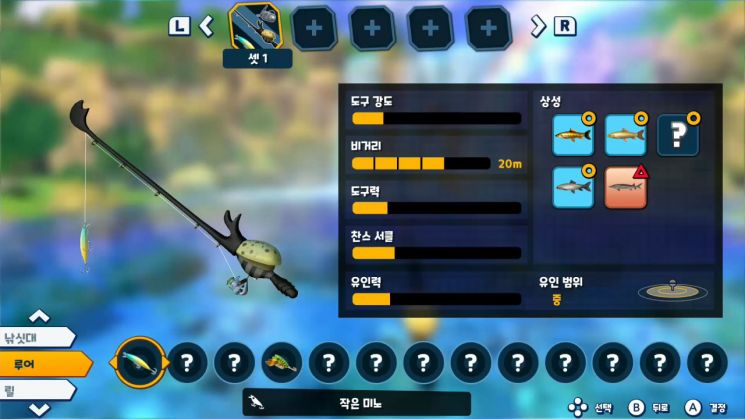 L
R
셋 1
도구 강도
상성
비거리
20m
?
도구력
찬스 서클
유인력
유인 범위
중
낚싯대
루어
릴
? ? ? ? ? ? ? ? ? ? ?
작은 미노
선택 B 뒤로 A 결정